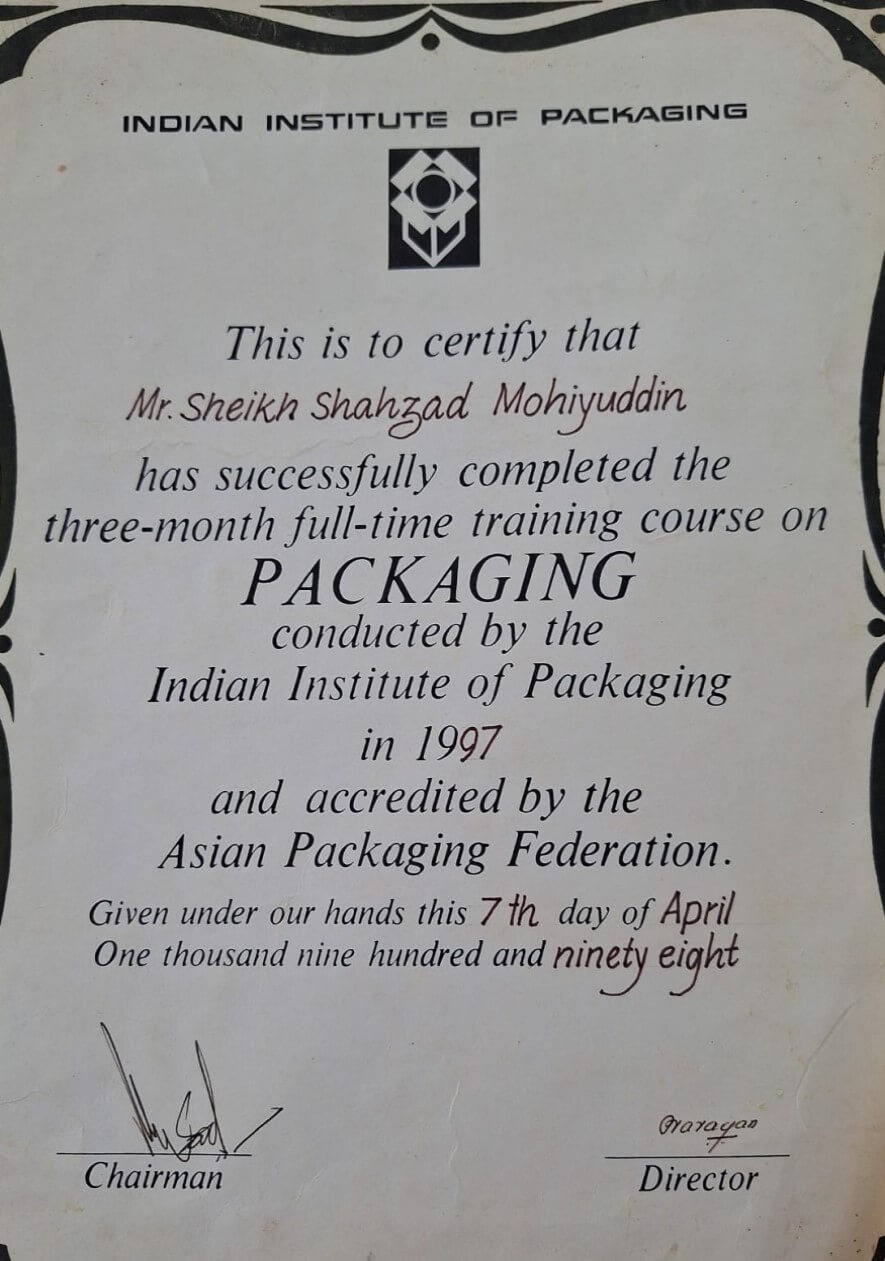 INDIAN INSTITUTE OF PACKAGING
This is to certify that
Mr. Sheikh Shahzad Mohiyuddin
has successfully completed the
three-month full-time training course on
PACKAGING
conducted by the
Indian Institute of Packaging
in 1997
and accredited by the
Asian Packaging Federation.
Given under our hands this 7th day of April
One thousand nine hundred and ninety eight
Chairman
Director